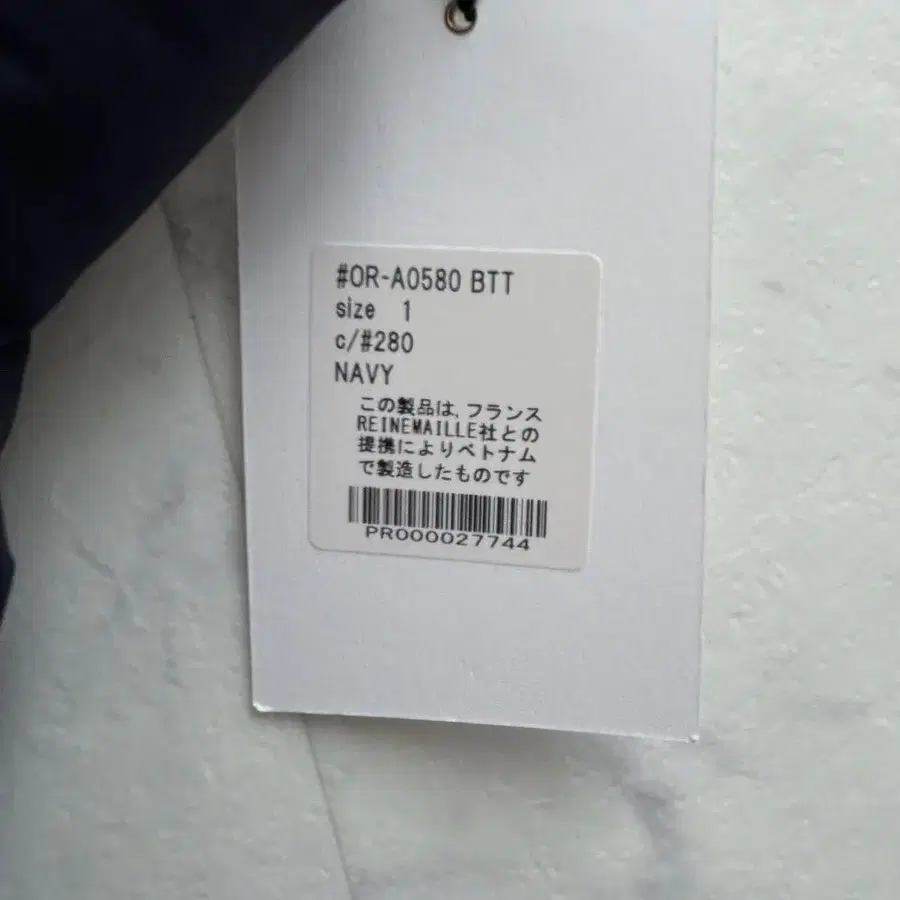 #OR-A0580 BTT
size 1
c/#280
NAVY
この製品は,フランス
REINEMAILLE社との
提携によりベトナム
で製造したものです
PR000027744